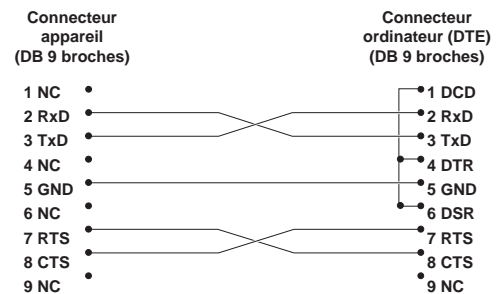 Connecteur
appareil
(DB 9 broches)
Connecteur
ordinateur (DTE)
(DB 9 broches)
1 NC
2 RxD
3 TxD
4 NC
5 GND
6 NC
7 RTS
8 CTS
9 NC
1 DCD
2 RxD
3 TxD
4 DTR
5 GND
6 DSR
7 RTS
8 CTS
9 NC